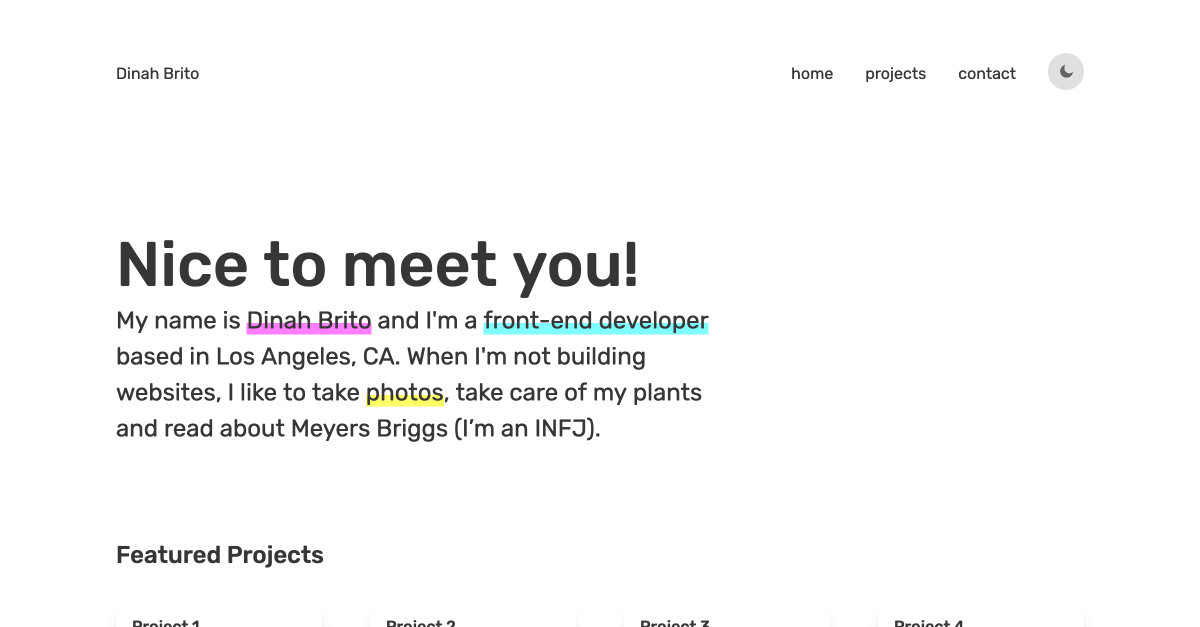 Dinah Brito
home projects contact
Nice to meet you!
My name is Dinah Brito and I'm a front-end developer
based in Los Angeles, CA. When I'm not building
websites, I like to take photos, take care of my plants
and read about Meyers Briggs (I’m an INFJ).
Featured Projects
Project 1 Project 2 Project 3 Project 4